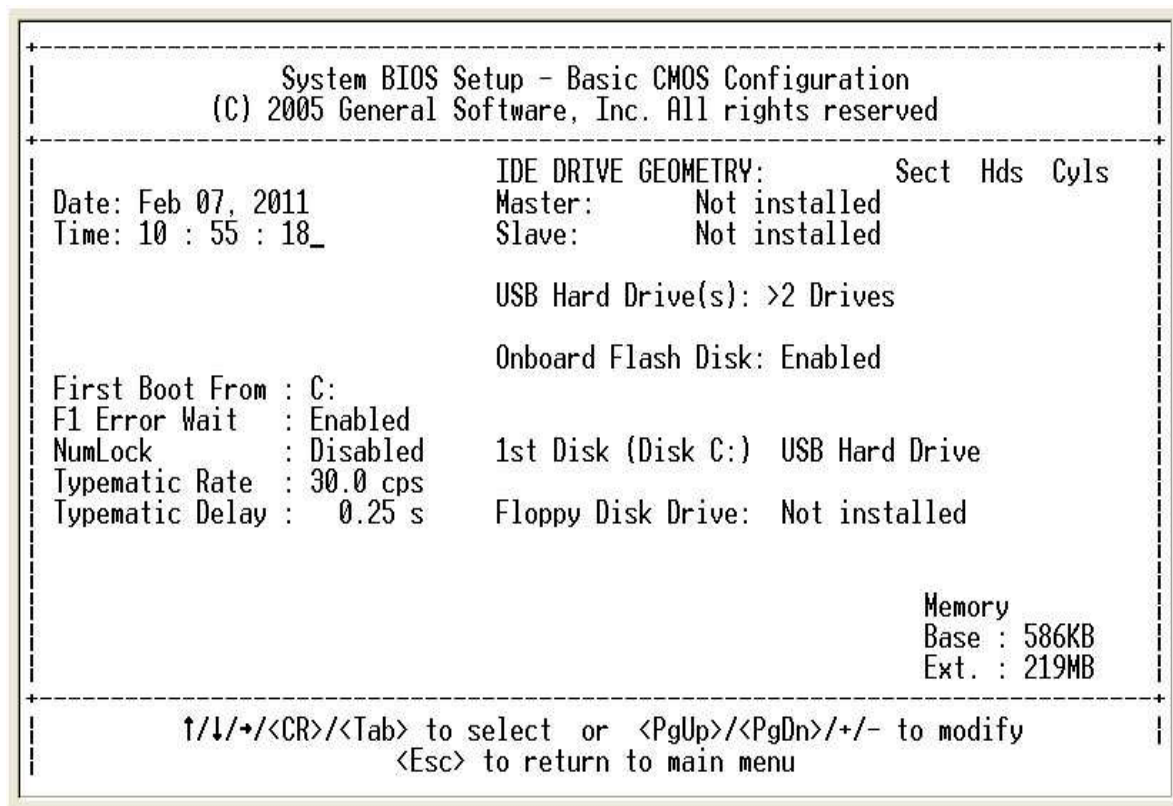 System BIOS Setup - Basic CMOS Configuration
(C) 2005 General Software, Inc. All rights reserved
IDE DRIVE GEOMETRY: Sect Hds Cyls
Date: Feb 07, 2011 Master: Not installed
Time: 10 : 55 : 18_ Slave: Not installed
USB Hard Drive(s): >2 Drives
Onboard Flash Disk: Enabled
First Boot From : C:
F1 Error Wait : Enabled
NumLock : Disabled 1st Disk (Disk C:) USB Hard Drive
Typematic Rate : 30.0 cps
Typematic Delay : 0.25 s Floppy Disk Drive: Not installed
Memory
Base : 586KB
Ext. : 219MB
↑/↓/→/<CR>/<Tab> to select or <PgUp>/<PgDn>/+/- to modify
<Esc> to return to main menu